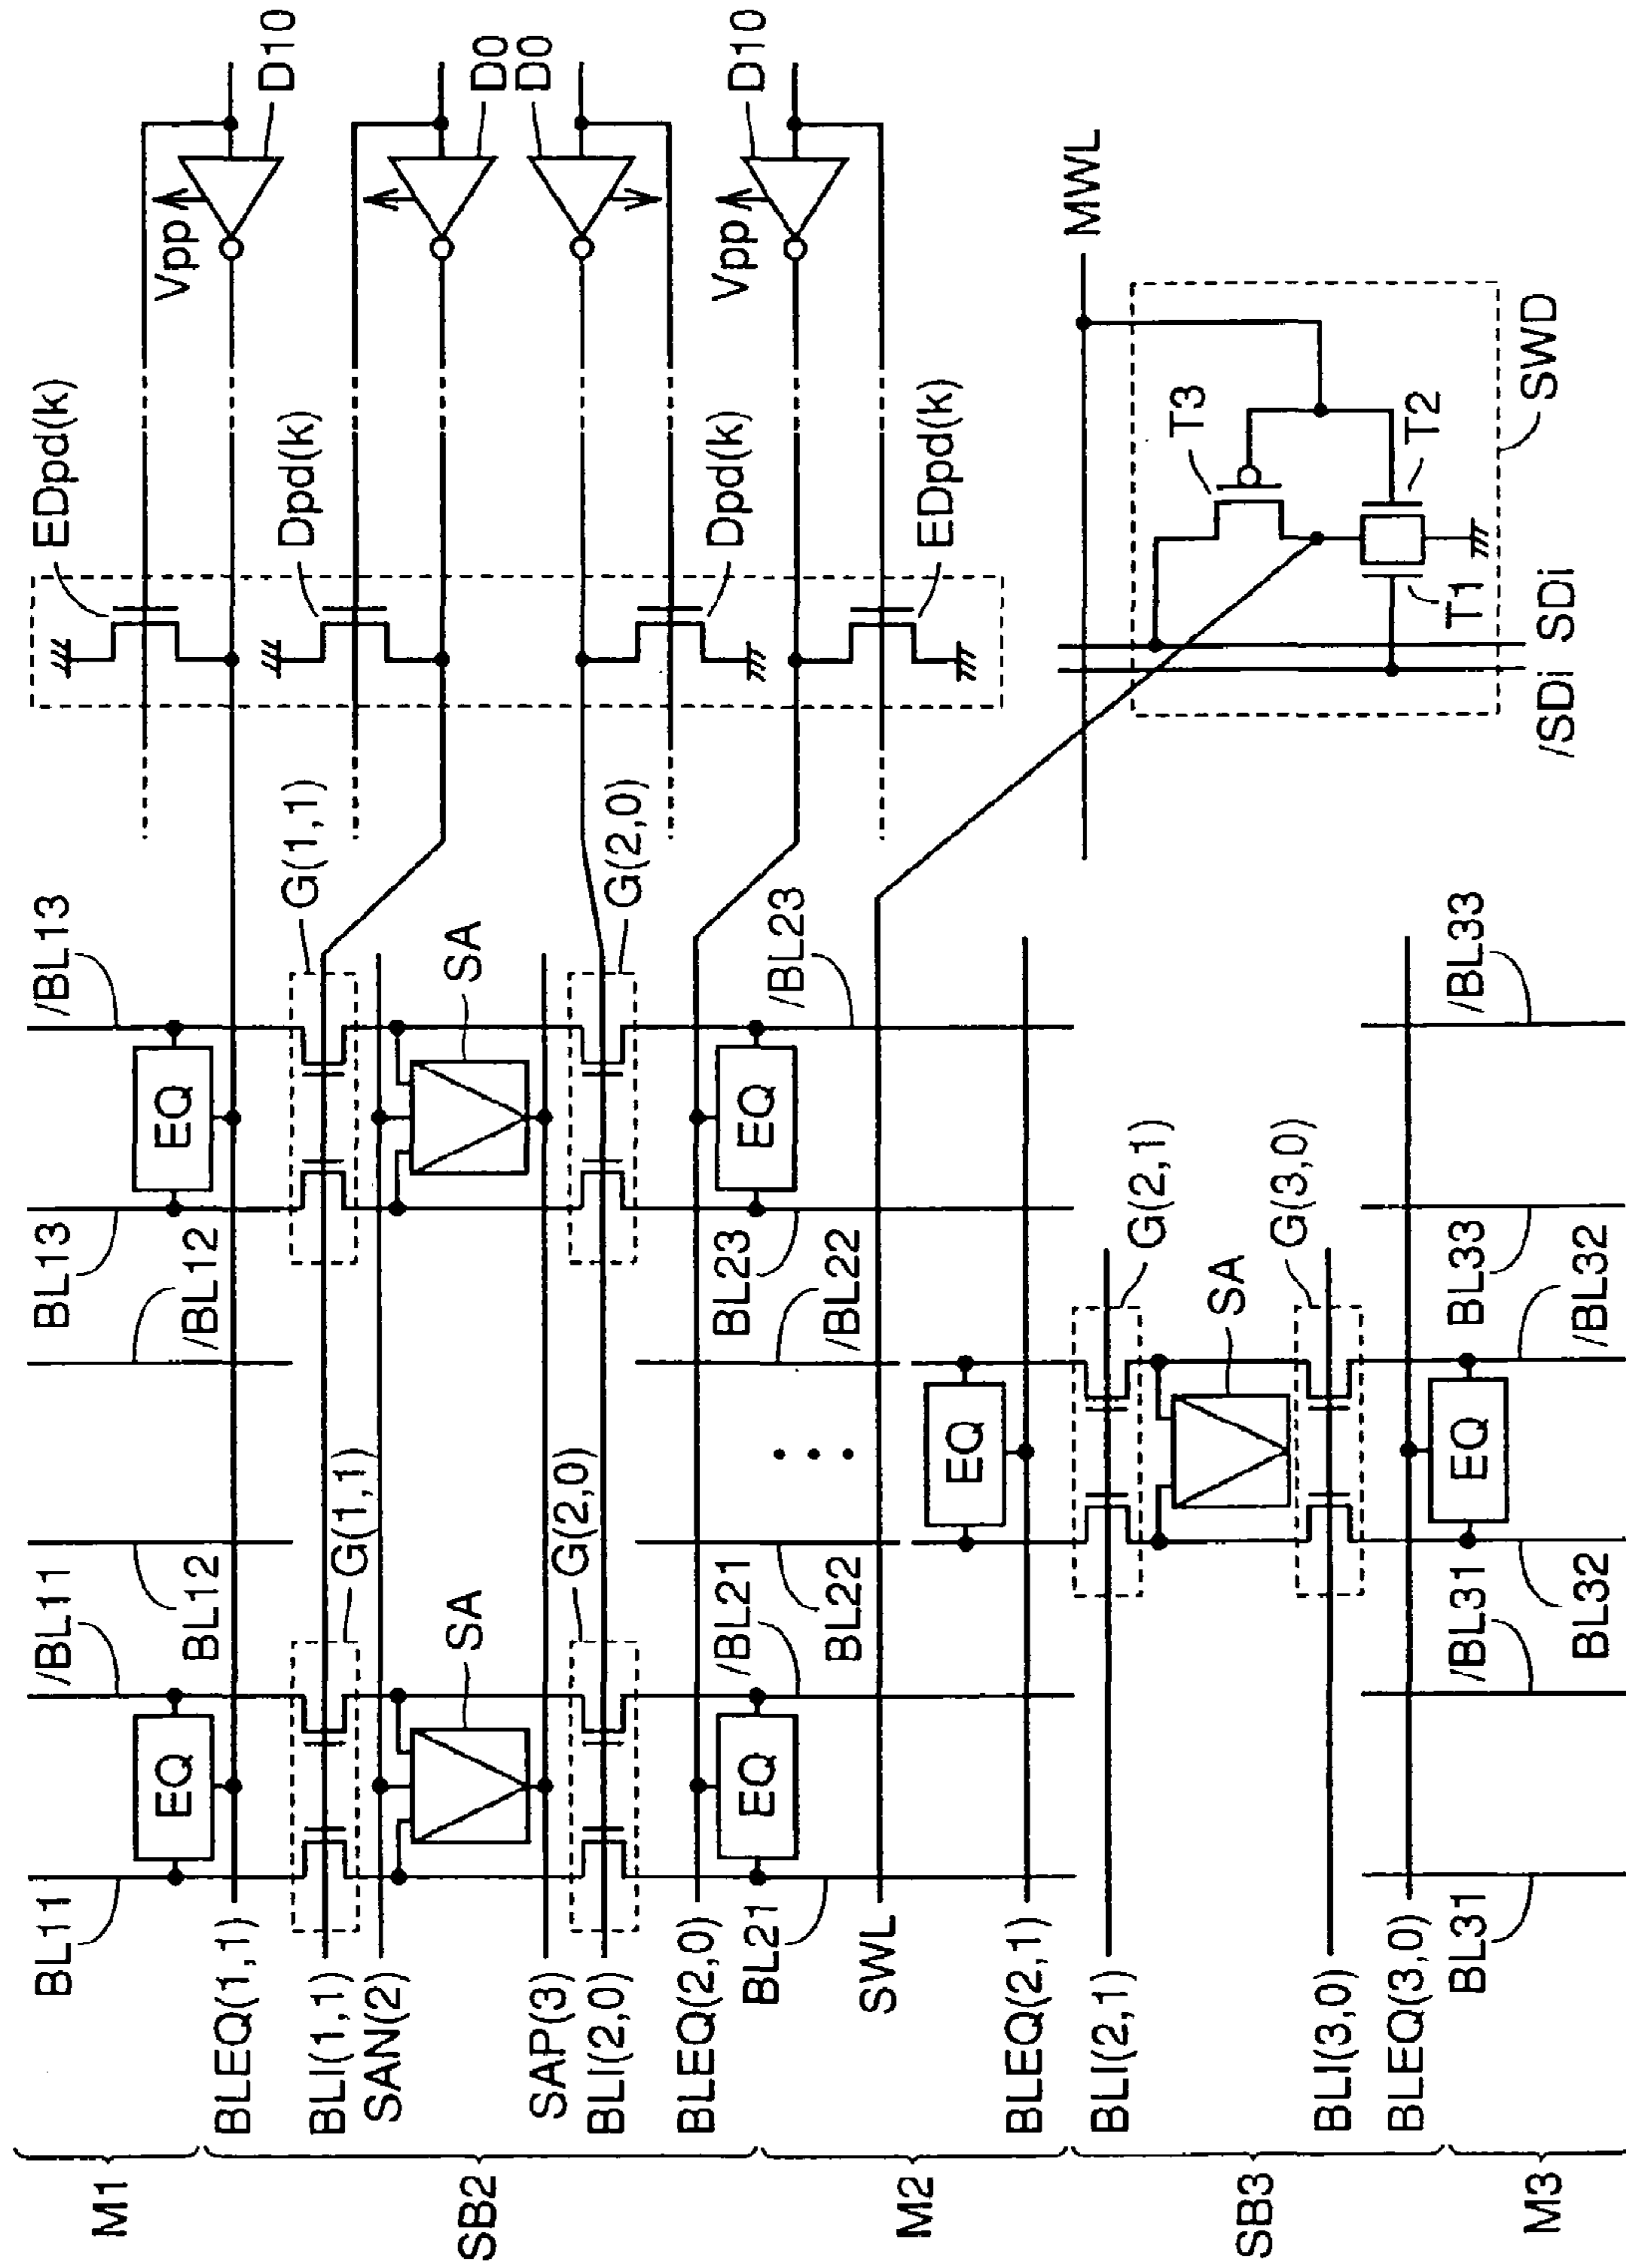 M1
SB2
M2
SB3
M3
BL11
/BL11
BL12
/BL12
BL13
/BL13
EQ
EQ
BLEQ(1,1)
G(1,1)
G(1,1)
BLI(1,1)
SAN(2)
SA
SA
SAP(3)
G(2,0)
G(2,0)
BLI(2,0)
BLEQ(2,0)
EQ
EQ
BL21
/BL21
BL22
/BL22
BL23
/BL23
SWL
EQ
BLEQ(2,1)
BLI(2,1)
G(2,1)
SA
G(3,0)
BLI(3,0)
BLEQ(3,0)
EQ
BL31
/BL31
BL32
/BL32
BL33
/BL33
EDpd(k)
Dpd(k)
Dpd(k)
EDpd(k)
Vpp
D10
D0
D0
Vpp
D10
MWL
T3
T2
T1
SWD
/SDi
SDi